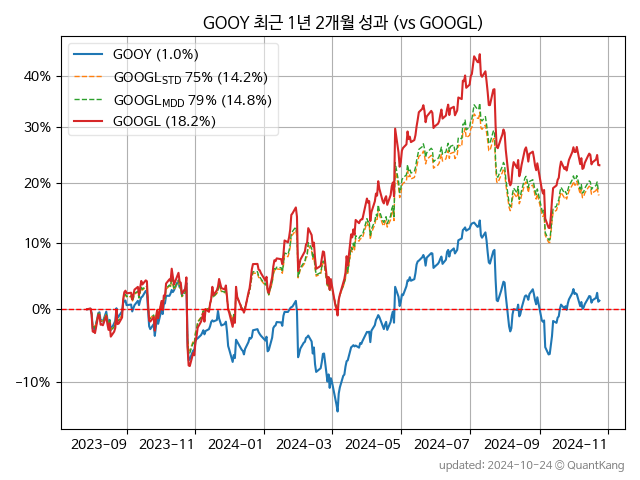 GOOY 최근 1년 2개월 성과 (vs GOOGL)
GOOY (1.0%)
GOOGL_STD 75% (14.2%)
GOOGL_MDD 79% (14.8%)
GOOGL (18.2%)
40%
30%
20%
10%
0%
−10%
2023-09 2023-11 2024-01 2024-03 2024-05 2024-07 2024-09 2024-11
updated: 2024-10-24 © QuantKang